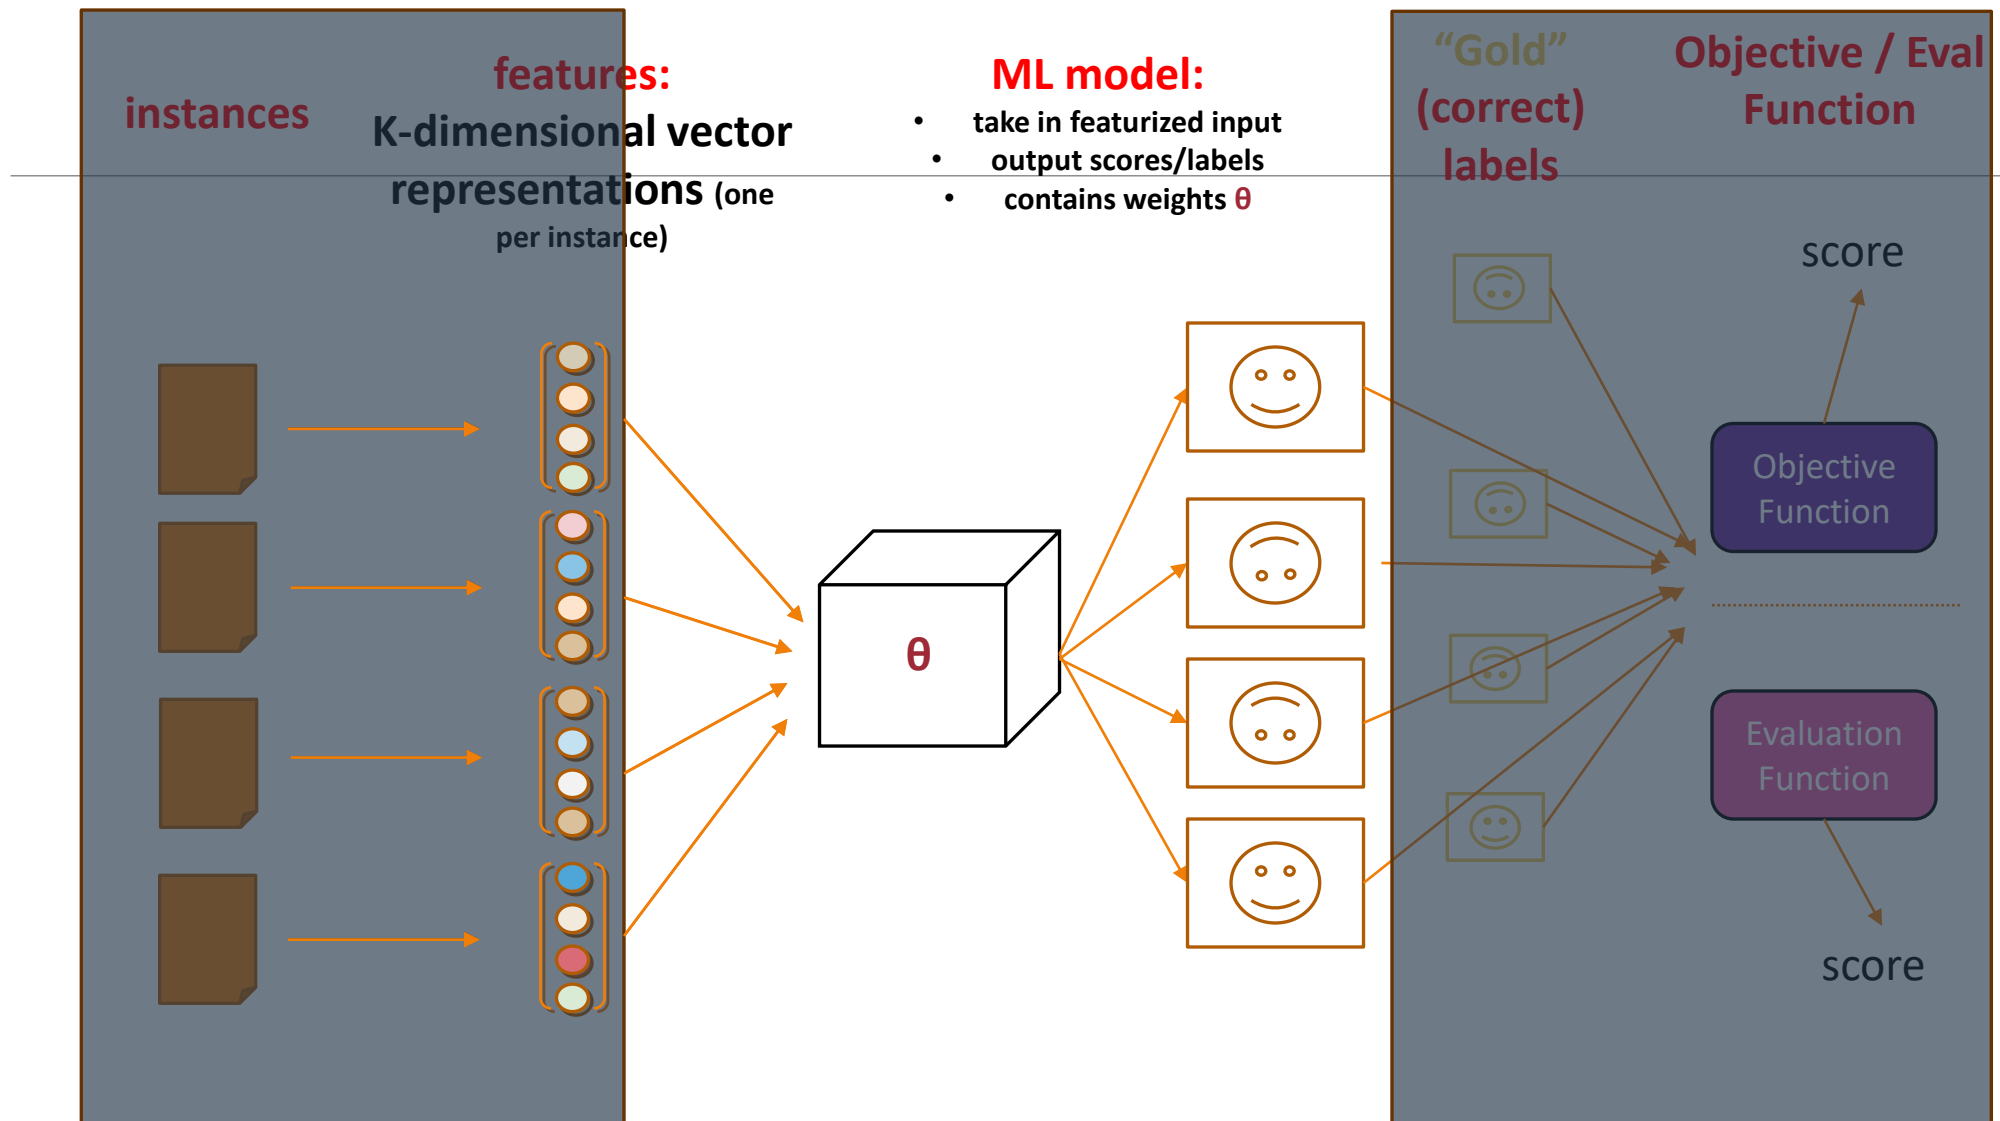 instances
features:
K-dimensional vector
representations (one
per instance)
ML model:
• take in featurized input
• output scores/labels
• contains weights θ
“Gold”
(correct)
labels
Objective / Eval
Function
θ
score
Objective
Function
Evaluation
Function
score